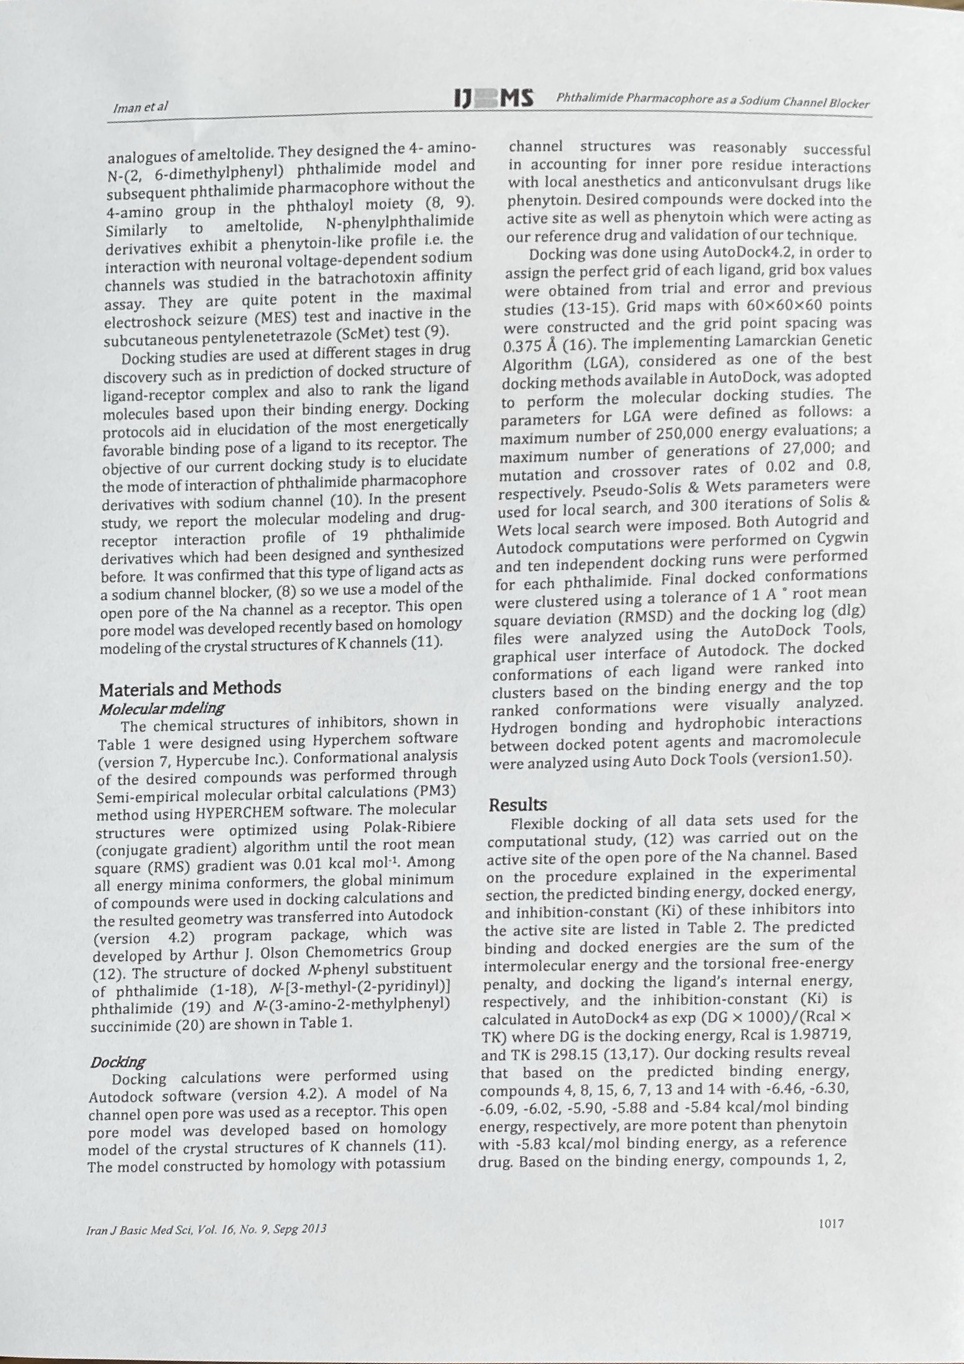 Iman et al
IJ MS
Phthalimide Pharmacophore as a Sodium Channel Blocker
analogues of ameltolide. They designed the 4- amino-
N-(2, 6-dimethylphenyl) phthalimide model and
subsequent phthalimide pharmacophore without the
4-amino group in the phthaloyl moiety (8, 9).
Similarly to ameltolide, N-phenylphthalimide
derivatives exhibit a phenytoin-like profile i.e. the
interaction with neuronal voltage-dependent sodium
channels was studied in the batrachotoxin affinity
assay. They are quite potent in the maximal
electroshock seizure (MES) test and inactive in the
subcutaneous pentylenetetrazole (ScMet) test (9).
Docking studies are used at different stages in drug
discovery such as in prediction of docked structure of
ligand-receptor complex and also to rank the ligand
molecules based upon their binding energy. Docking
protocols aid in elucidation of the most energetically
favorable binding pose of a ligand to its receptor. The
objective of our current docking study is to elucidate
the mode of interaction of phthalimide pharmacophore
derivatives with sodium channel (10). In the present
study, we report the molecular modeling and drug-
receptor interaction profile of 19 phthalimide
derivatives which had been designed and synthesized
before. It was confirmed that this type of ligand acts as
a sodium channel blocker, (8) so we use a model of the
open pore of the Na channel as a receptor. This open
pore model was developed recently based on homology
modeling of the crystal structures of K channels (11).
Materials and Methods
Molecular mdeling
The chemical structures of inhibitors, shown in
Table 1 were designed using Hyperchem software
(version 7, Hypercube Inc.). Conformational analysis
of the desired compounds was performed through
Semi-empirical molecular orbital calculations (PM3)
method using HYPERCHEM software. The molecular
structures were optimized using Polak-Ribiere
(conjugate gradient) algorithm until the root mean
square (RMS) gradient was 0.01 kcal mol⁻¹. Among
all energy minima conformers, the global minimum
of compounds were used in docking calculations and
the resulted geometry was transferred into Autodock
(version 4.2) program package, which was
developed by Arthur J. Olson Chemometrics Group
(12). The structure of docked N-phenyl substituent
of phthalimide (1-18), N-[3-methyl-(2-pyridinyl)]
phthalimide (19) and N-(3-amino-2-methylphenyl)
succinimide (20) are shown in Table 1.
Docking
Docking calculations were performed using
Autodock software (version 4.2). A model of Na
channel open pore was used as a receptor. This open
pore model was developed based on homology
model of the crystal structures of K channels (11).
The model constructed by homology with potassium
channel structures was reasonably successful
in accounting for inner pore residue interactions
with local anesthetics and anticonvulsant drugs like
phenytoin. Desired compounds were docked into the
active site as well as phenytoin which were acting as
our reference drug and validation of our technique.
Docking was done using AutoDock4.2, in order to
assign the perfect grid of each ligand, grid box values
were obtained from trial and error and previous
studies (13-15). Grid maps with 60×60×60 points
were constructed and the grid point spacing was
0.375 Å (16). The implementing Lamarckian Genetic
Algorithm (LGA), considered as one of the best
docking methods available in AutoDock, was adopted
to perform the molecular docking studies. The
parameters for LGA were defined as follows: a
maximum number of 250,000 energy evaluations; a
maximum number of generations of 27,000; and
mutation and crossover rates of 0.02 and 0.8,
respectively. Pseudo-Solis & Wets parameters were
used for local search, and 300 iterations of Solis &
Wets local search were imposed. Both Autogrid and
Autodock computations were performed on Cygwin
and ten independent docking runs were performed
for each phthalimide. Final docked conformations
were clustered using a tolerance of 1 A ° root mean
square deviation (RMSD) and the docking log (dlg)
files were analyzed using the AutoDock Tools,
graphical user interface of Autodock. The docked
conformations of each ligand were ranked into
clusters based on the binding energy and the top
ranked conformations were visually analyzed.
Hydrogen bonding and hydrophobic interactions
between docked potent agents and macromolecule
were analyzed using Auto Dock Tools (version1.50).
Results
Flexible docking of all data sets used for the
computational study, (12) was carried out on the
active site of the open pore of the Na channel. Based
on the procedure explained in the experimental
section, the predicted binding energy, docked energy,
and inhibition-constant (Ki) of these inhibitors into
the active site are listed in Table 2. The predicted
binding and docked energies are the sum of the
intermolecular energy and the torsional free-energy
penalty, and docking the ligand's internal energy,
respectively, and the inhibition-constant (Ki) is
calculated in AutoDock4 as exp (DG × 1000)/(Rcal ×
TK) where DG is the docking energy, Rcal is 1.98719,
and TK is 298.15 (13,17). Our docking results reveal
that based on the predicted binding energy,
compounds 4, 8, 15, 6, 7, 13 and 14 with -6.46, -6.30,
-6.09, -6.02, -5.90, -5.88 and -5.84 kcal/mol binding
energy, respectively, are more potent than phenytoin
with -5.83 kcal/mol binding energy, as a reference
drug. Based on the binding energy, compounds 1, 2,
Iran J Basic Med Sci, Vol. 16, No. 9, Sepg 2013
1017